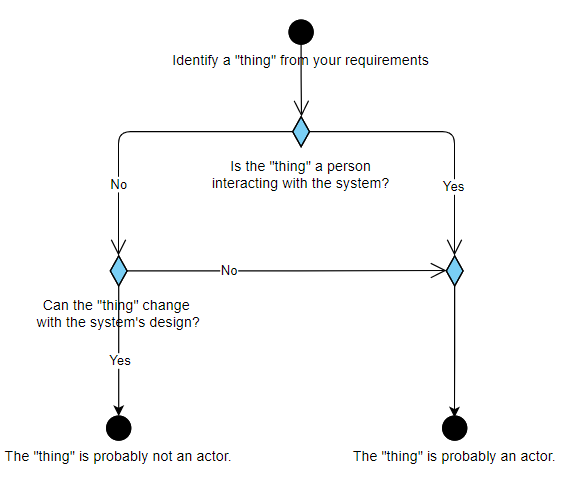 Identify a "thing" from your requirements
Is the "thing" a person
interacting with the system?
No
Yes
No
Can the "thing" change
with the system's design?
Yes
The "thing" is probably not an actor.
The "thing" is probably an actor.